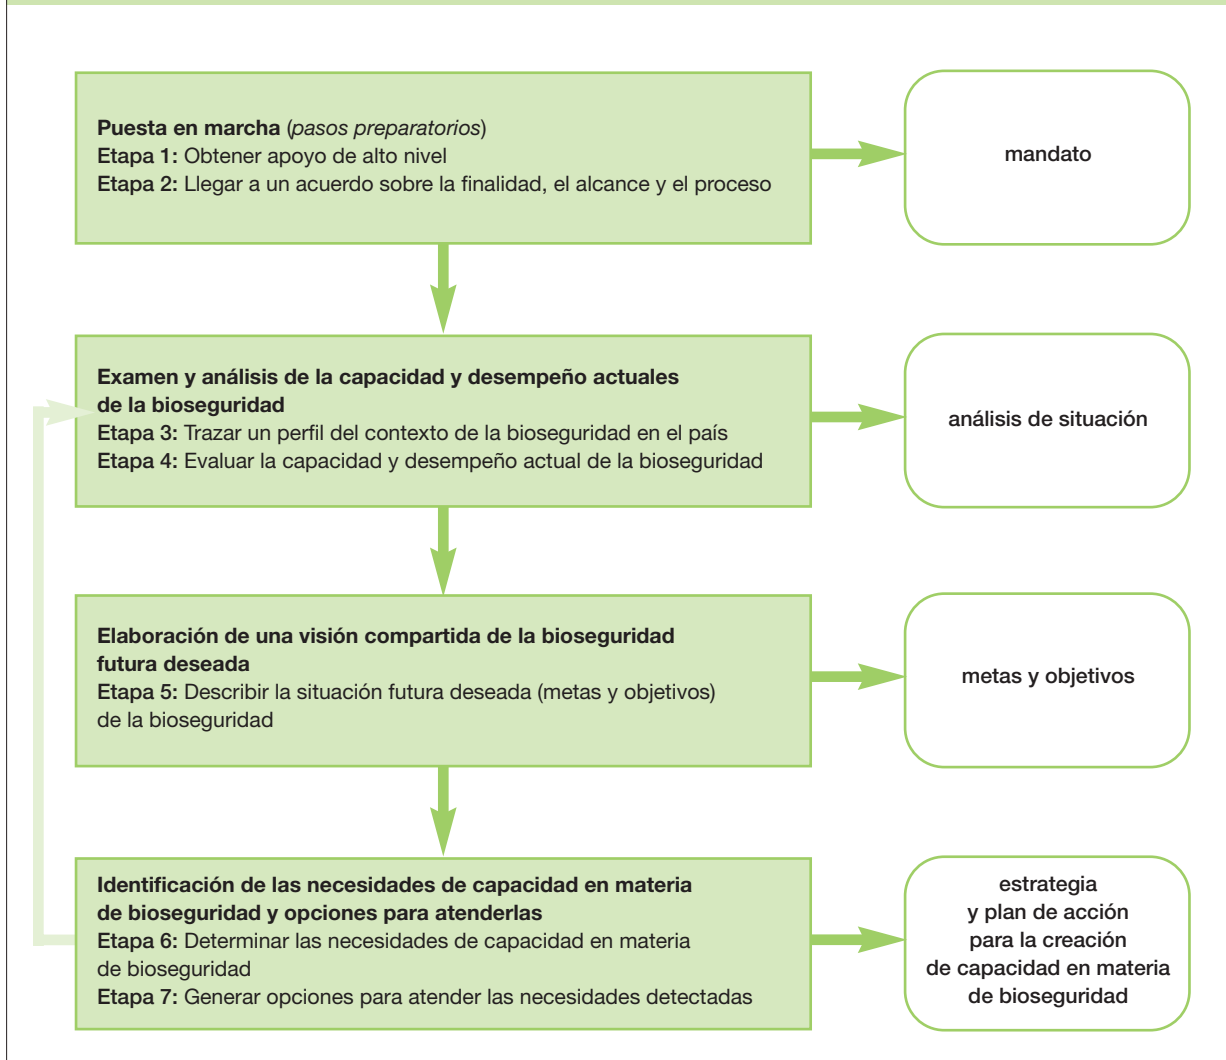 Puesta en marcha (pasos preparatorios)
Etapa 1: Obtener apoyo de alto nivel
Etapa 2: Llegar a un acuerdo sobre la finalidad, el alcance y el proceso
mandato
Examen y análisis de la capacidad y desempeño actuales
de la bioseguridad
Etapa 3: Trazar un perfil del contexto de la bioseguridad en el país
Etapa 4: Evaluar la capacidad y desempeño actual de la bioseguridad
análisis de situación
Elaboración de una visión compartida de la bioseguridad
futura deseada
Etapa 5: Describir la situación futura deseada (metas y objetivos)
de la bioseguridad
metas y objetivos
Identificación de las necesidades de capacidad en materia
de bioseguridad y opciones para atenderlas
Etapa 6: Determinar las necesidades de capacidad en materia
de bioseguridad
Etapa 7: Generar opciones para atender las necesidades detectadas
estrategia
y plan de acción
para la creación
de capacidad en materia
de bioseguridad